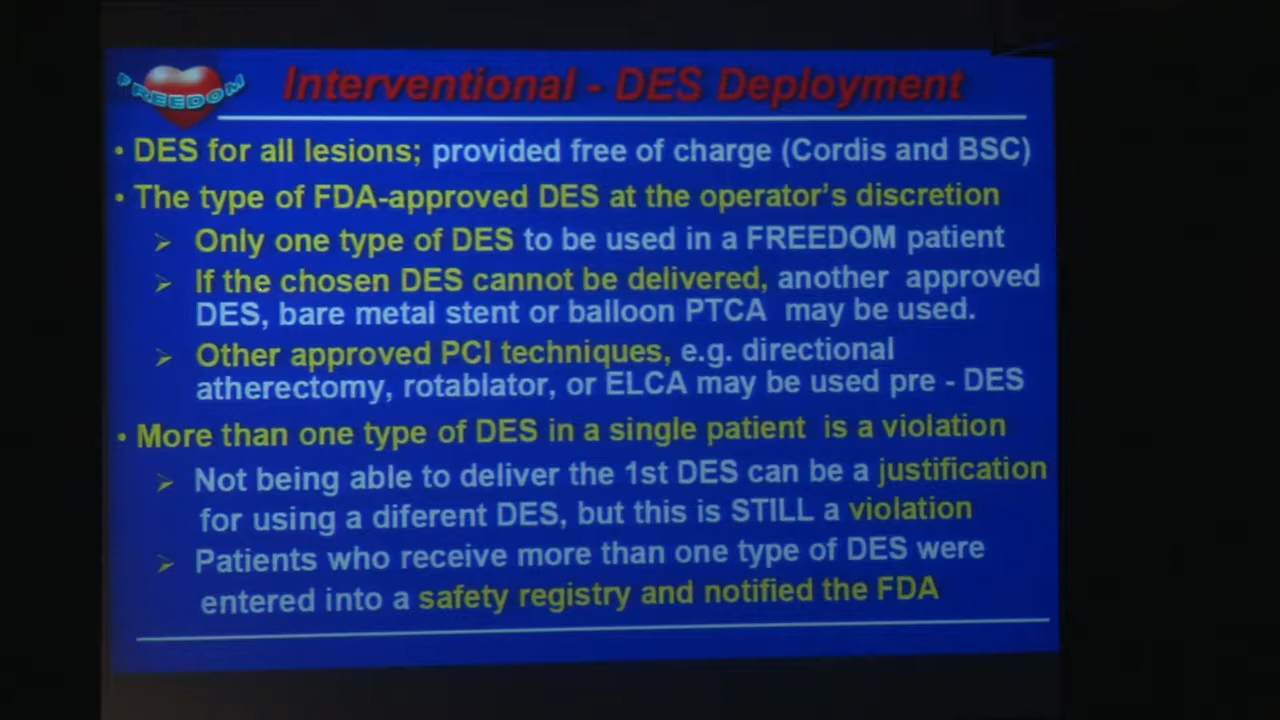 FREEDOM
Interventional - DES Deployment
• DES for all lesions; provided free of charge (Cordis and BSC)
• The type of FDA-approved DES at the operator's discretion
➢ Only one type of DES to be used in a FREEDOM patient
➢ If the chosen DES cannot be delivered, another approved
DES, bare metal stent or balloon PTCA may be used.
➢ Other approved PCI techniques, e.g. directional
atherectomy, rotablator, or ELCA may be used pre - DES
• More than one type of DES in a single patient is a violation
➢ Not being able to deliver the 1st DES can be a justification
for using a diferent DES, but this is STILL a violation
➢ Patients who receive more than one type of DES were
entered into a safety registry and notified the FDA